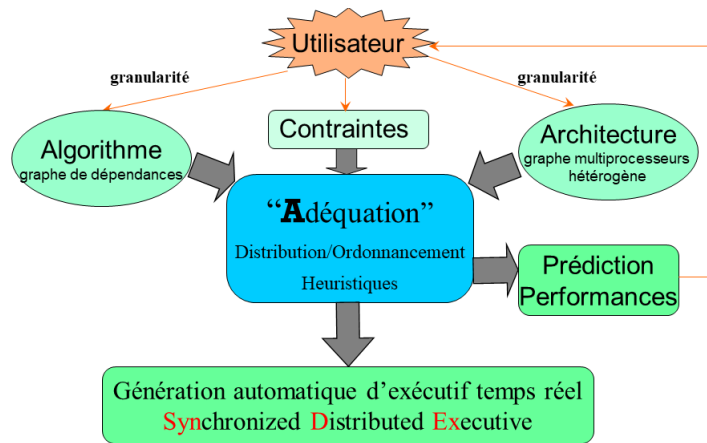 Utilisateur
granularité
granularité
Algorithme
graphe de dépendances
Contraintes
Architecture
graphe multiprocesseurs
hétérogène
“Adéquation”
Distribution/Ordonnancement
Heuristiques
Prédiction
Performances
Génération automatique d’exécutif temps réel
Synchronized Distributed Executive